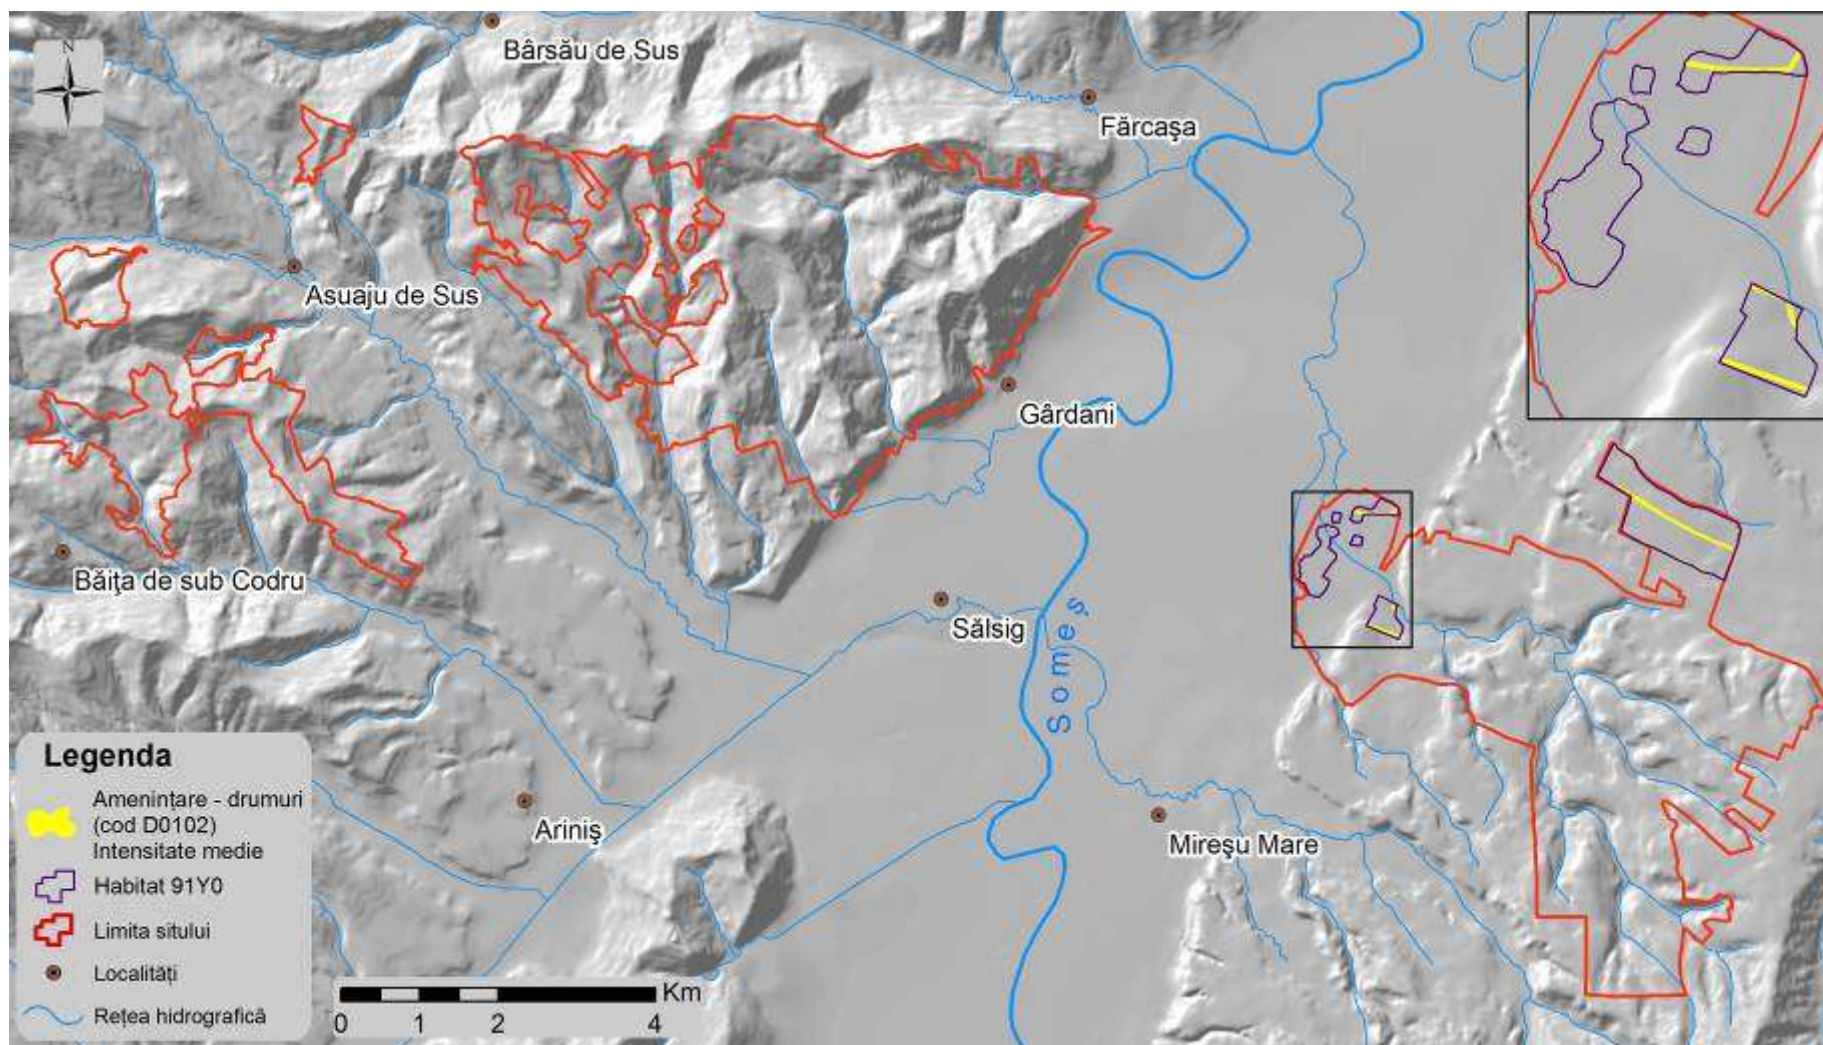 N
Bârsău de Sus
Fărcaşa
Asuaju de Sus
Gârdani
Băiţa de sub Codru
Sălsig
Someş
Ariniş
Mireşu Mare
Legenda
Amenințare - drumuri
(cod D0102)
Intensitate medie
Habitat 91Y0
Limita sitului
Localități
Rețea hidrografică
Km
0 1 2 4